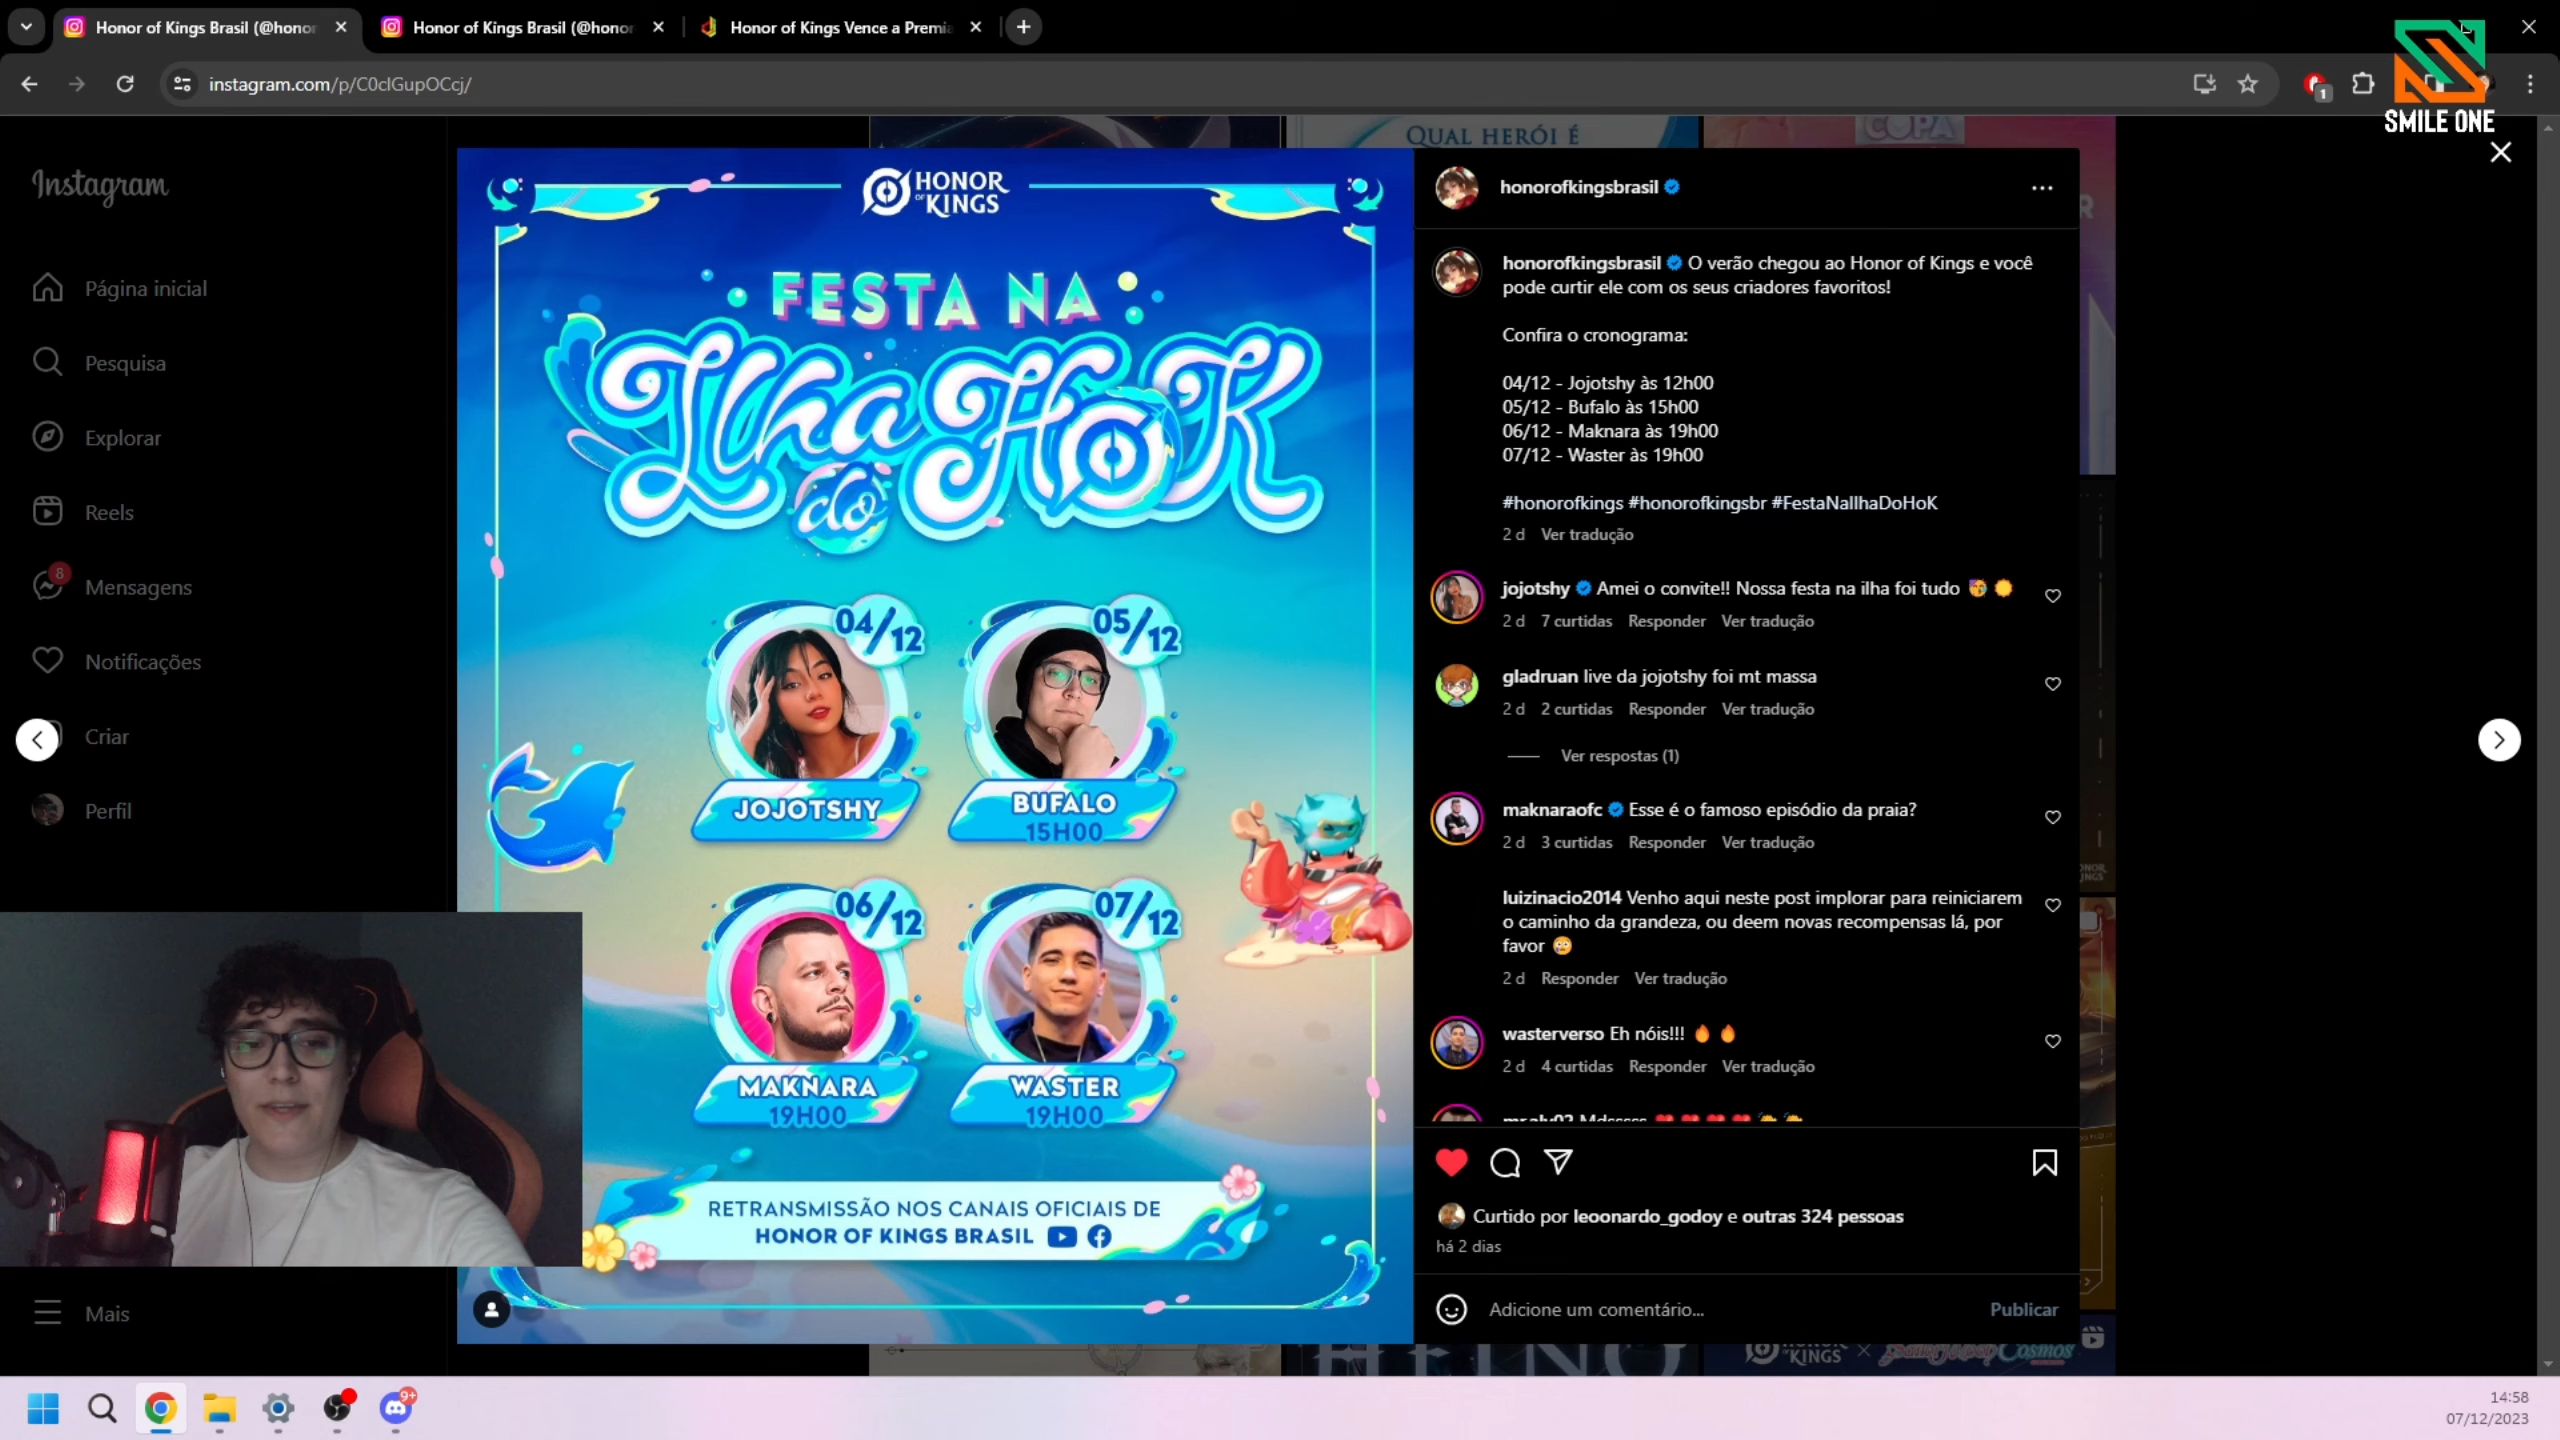 Honor of Kings Brasil (@honor
Honor of Kings Brasil (@honor
Honor of Kings Vence a Premia
instagram.com/p/C0clGupOCcj/
1
SMILE ONE
Instagram
Página inicial
Pesquisa
Explorar
Reels
8
Mensagens
Notificações
Criar
Perfil
Mais
QUAL HERÓI É
COPA
HONOR OF KINGS
FESTA NA
Ilha do HOK
04/12
JOJOTSHY
05/12
BUFALO
15H00
06/12
MAKNARA
19H00
07/12
WASTER
19H00
RETRANSMISSÃO NOS CANAIS OFICIAIS DE
HONOR OF KINGS BRASIL
honorofkingsbrasil
honorofkingsbrasil O verão chegou ao Honor of Kings e você
pode curtir ele com os seus criadores favoritos!
Confira o cronograma:
04/12 - Jojotshy às 12h00
05/12 - Bufalo às 15h00
06/12 - Maknara às 19h00
07/12 - Waster às 19h00
#honorofkings #honorofkingsbr #FestaNaIlhaDoHoK
2 d Ver tradução
jojotshy Amei o convite!! Nossa festa na ilha foi tudo 🥳 🌞
2 d 7 curtidas Responder Ver tradução
gladruan live da jojotshy foi mt massa
2 d 2 curtidas Responder Ver tradução
Ver respostas (1)
maknaraofc Esse é o famoso episódio da praia?
2 d 3 curtidas Responder Ver tradução
luizinacio2014 Venho aqui neste post implorar para reiniciarem
o caminho da grandeza, ou deem novas recompensas lá, por
favor 🥹
2 d Responder Ver tradução
wasterverso Eh nóis!!! 🔥 🔥
2 d 4 curtidas Responder Ver tradução
Curtido por leoonardo_godoy e outras 324 pessoas
há 2 dias
Adicione um comentário...
Publicar
KINGS
9+
14:58
07/12/2023